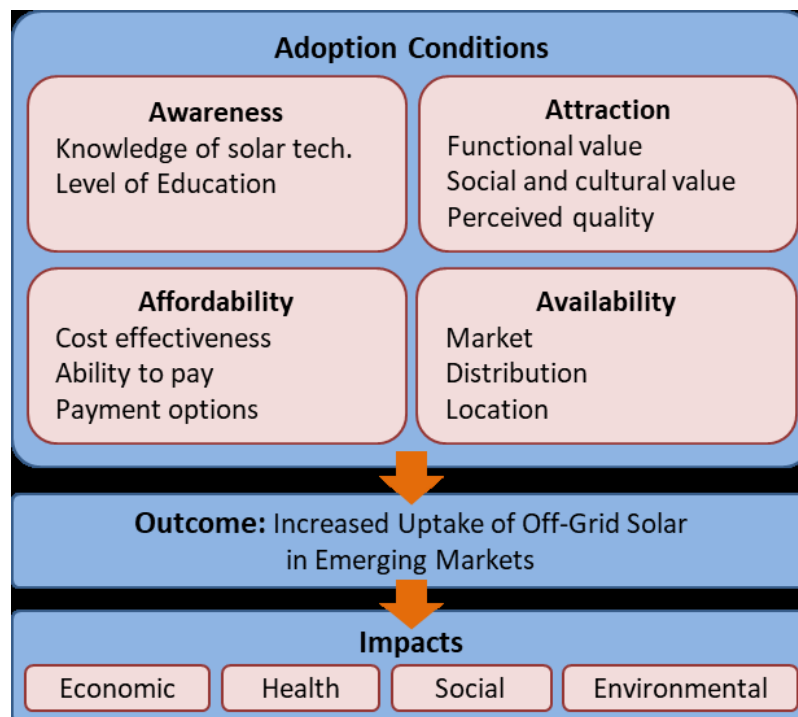 Adoption Conditions
Awareness
Knowledge of solar tech.
Level of Education
Attraction
Functional value
Social and cultural value
Perceived quality
Affordability
Cost effectiveness
Ability to pay
Payment options
Availability
Market
Distribution
Location
Outcome: Increased Uptake of Off-Grid Solar
in Emerging Markets
Impacts
Economic
Health
Social
Environmental